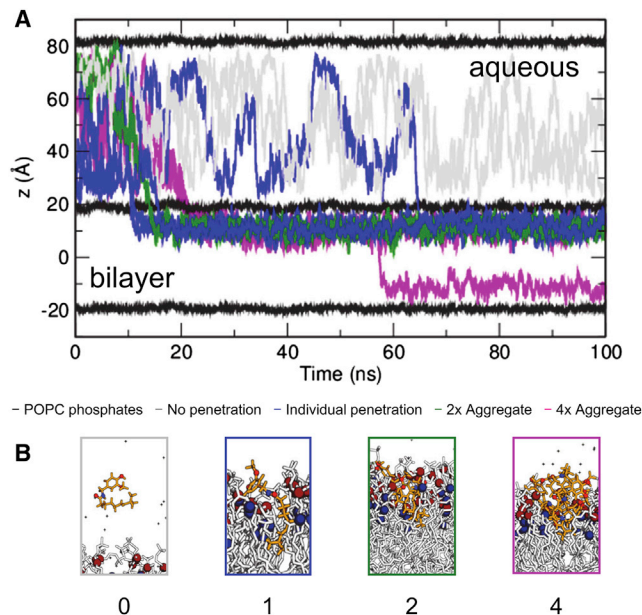 A
80
60
40
20
0
-20
z (Å)
aqueous
bilayer
0 20 40 60 80 100
Time (ns)
– POPC phosphates – No penetration – Individual penetration – 2x Aggregate – 4x Aggregate
B
0 1 2 4